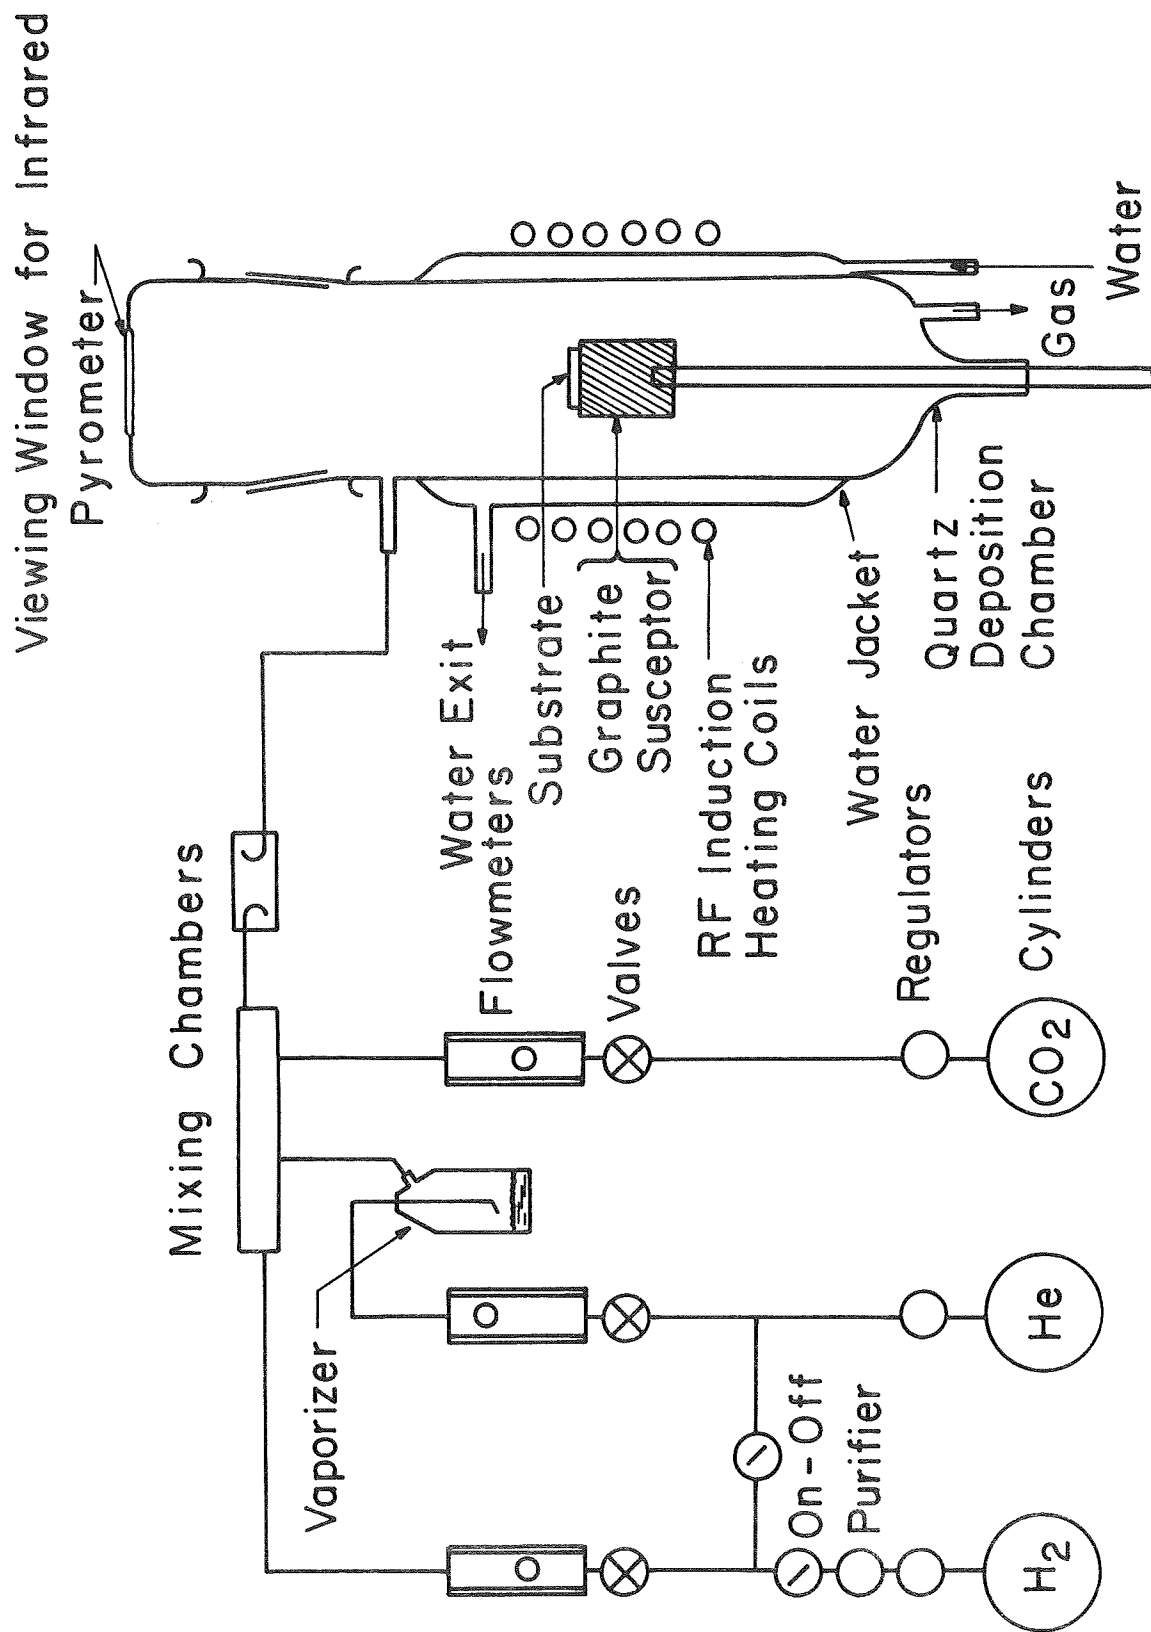 Viewing Window for Infrared
Pyrometer
Mixing Chambers
Vaporizer
Water Exit
Flowmeters
Substrate
Graphite
Susceptor
Valves
RF Induction
Heating Coils
Water Jacket
Quartz
Deposition
Chamber
Gas
Water
On-Off
Purifier
Regulators
Cylinders
H2
He
CO2